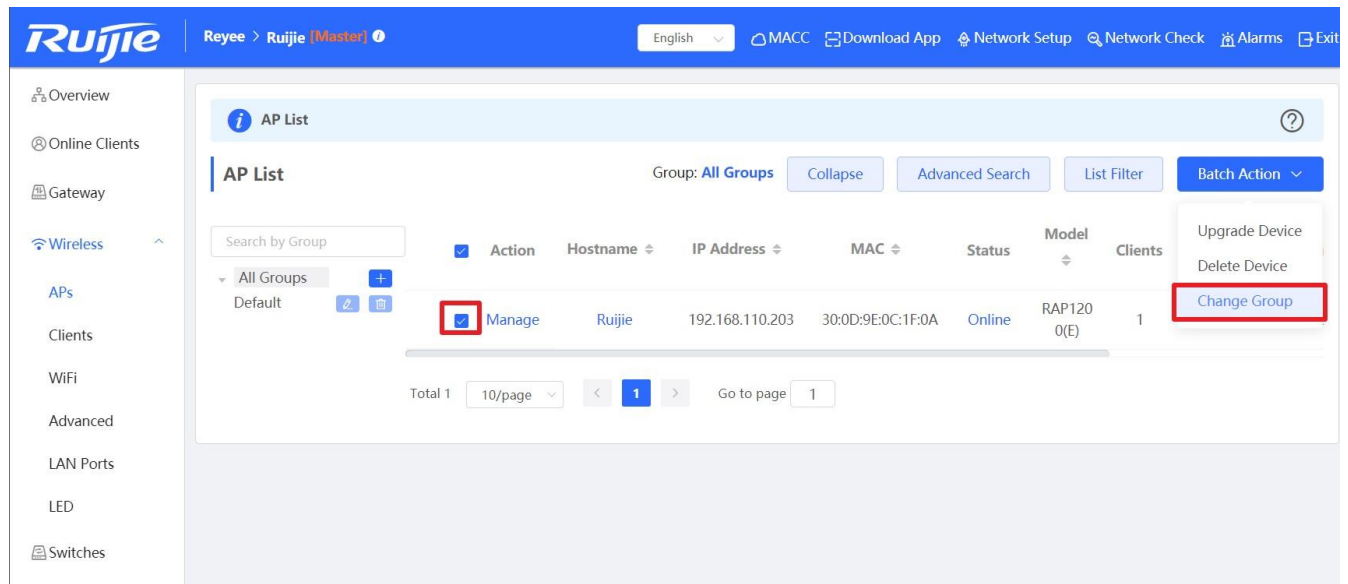 Ruijie
Reyee > Ruijie [Master]
English
MACC
Download App
Network Setup
Network Check
Alarms
Exit
Overview
Online Clients
Gateway
Wireless
APs
Clients
WiFi
Advanced
LAN Ports
LED
Switches
AP List
AP List
Group: All Groups
Collapse
Advanced Search
List Filter
Batch Action
Upgrade Device
Delete Device
Change Group
Search by Group
All Groups
Default
Action Hostname IP Address MAC Status Model Clients
Manage Ruijie 192.168.110.203 30:0D:9E:0C:1F:0A Online RAP120 1
0(E)
Total 1 10/page < 1 > Go to page 1